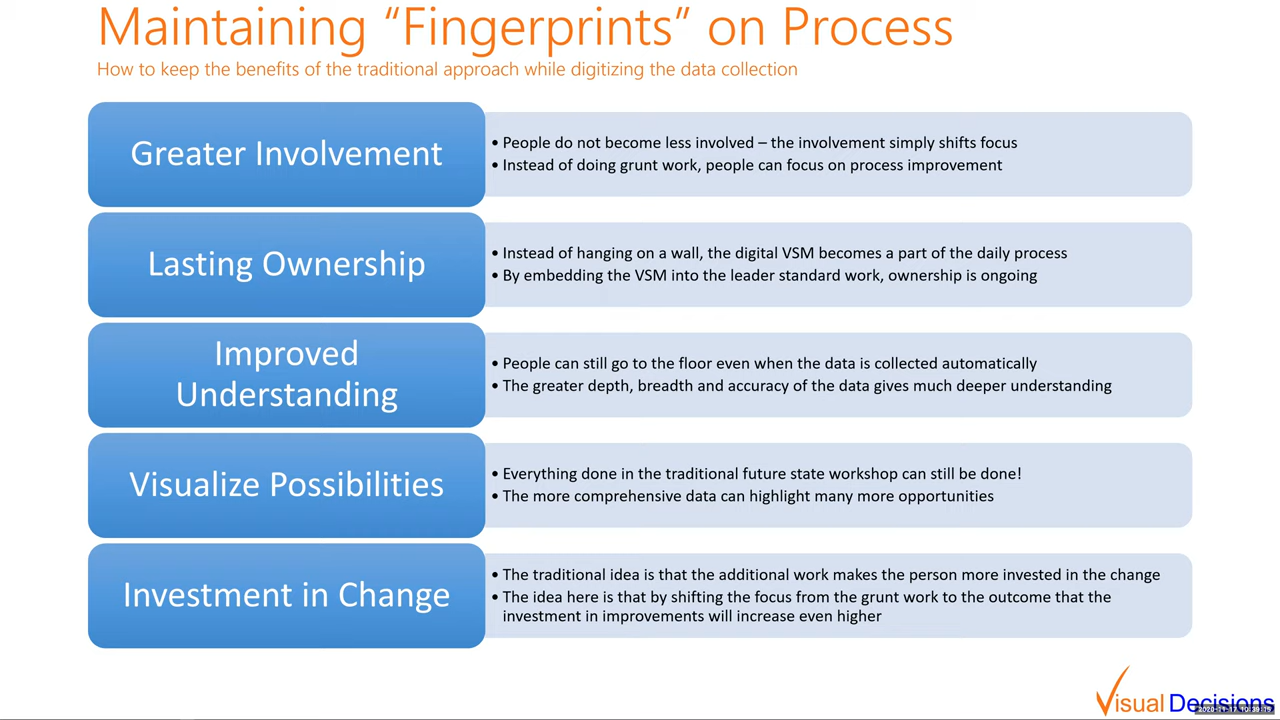 Maintaining “Fingerprints” on Process
How to keep the benefits of the traditional approach while digitizing the data collection
Greater Involvement
• People do not become less involved – the involvement simply shifts focus
• Instead of doing grunt work, people can focus on process improvement
Lasting Ownership
• Instead of hanging on a wall, the digital VSM becomes a part of the daily process
• By embedding the VSM into the leader standard work, ownership is ongoing
Improved
Understanding
• People can still go to the floor even when the data is collected automatically
• The greater depth, breadth and accuracy of the data gives much deeper understanding
Visualize Possibilities
• Everything done in the traditional future state workshop can still be done!
• The more comprehensive data can highlight many more opportunities
Investment in Change
• The traditional idea is that the additional work makes the person more invested in the change
• The idea here is that by shifting the focus from the grunt work to the outcome that the
investment in improvements will increase even higher
Visual Decisions
2020-11-17 10:39:15